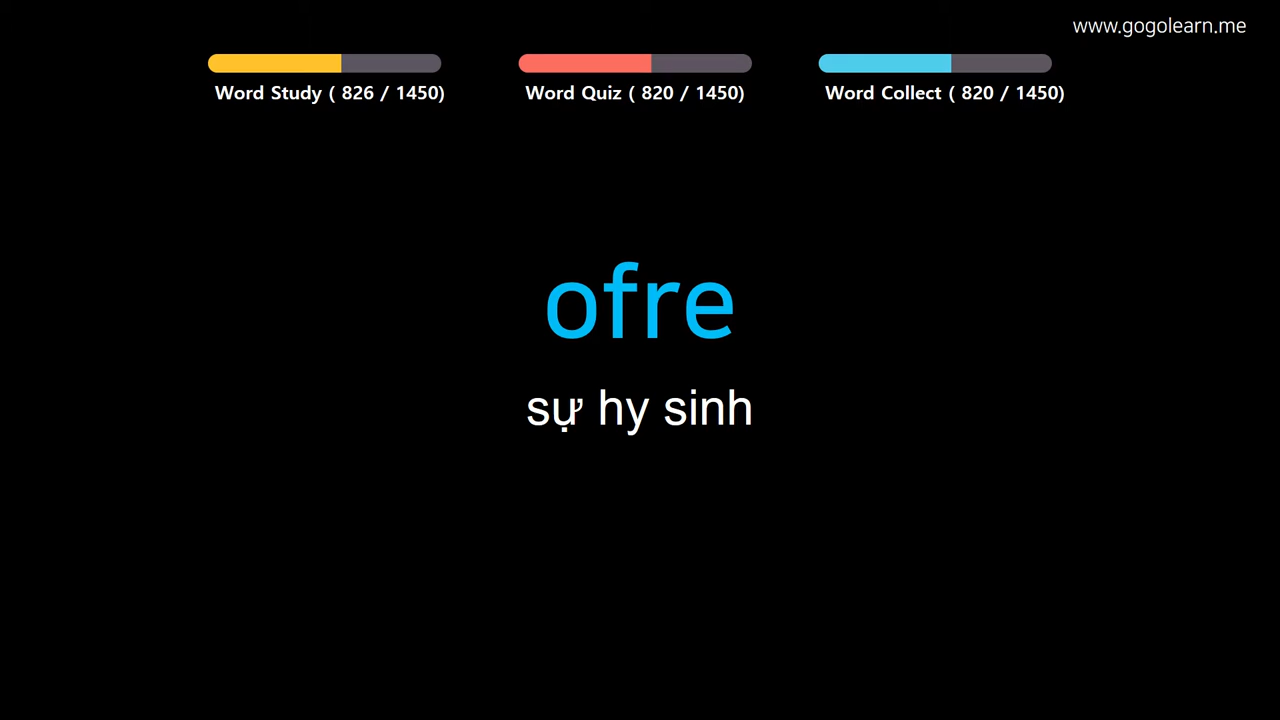 www.gogolearn.me
Word Study ( 826 / 1450)
Word Quiz ( 820 / 1450)
Word Collect ( 820 / 1450)
ofre
sự hy sinh